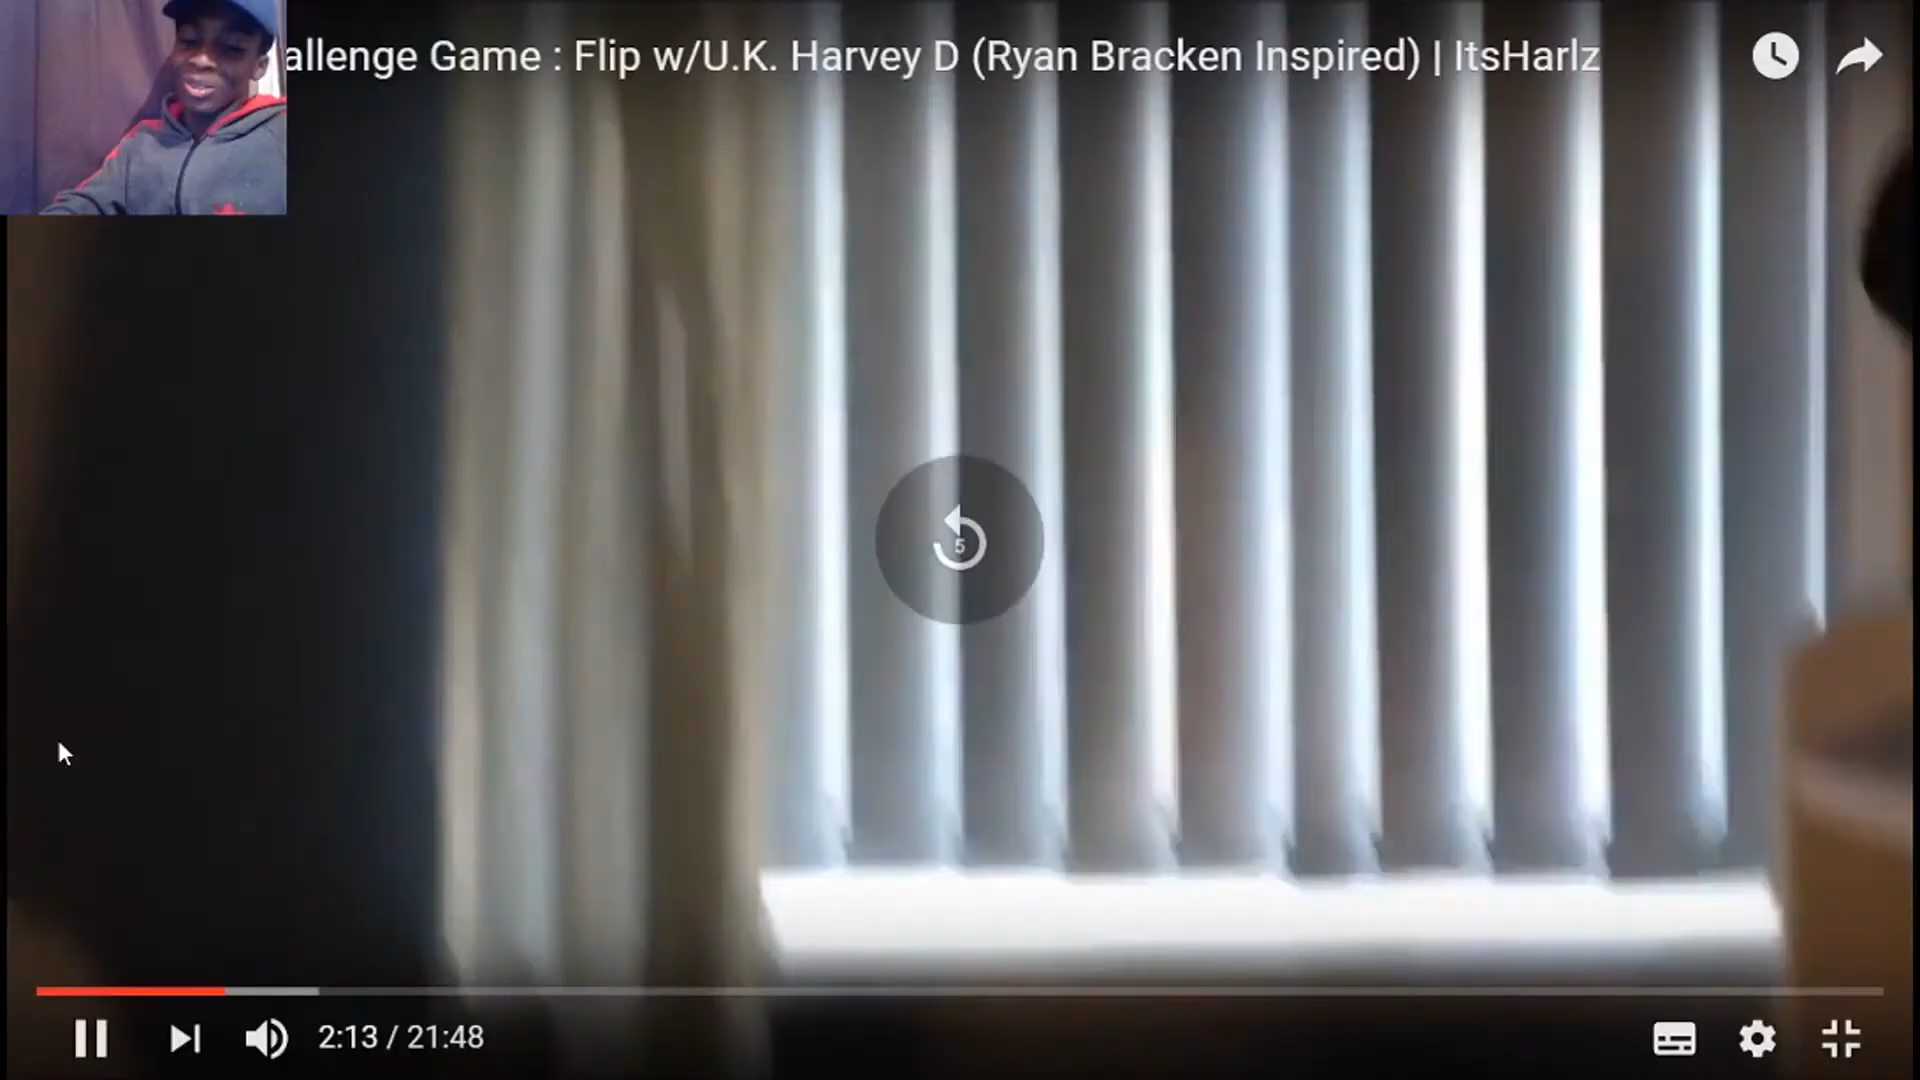 allenge Game : Flip w/U.K. Harvey D (Ryan Bracken Inspired) | ItsHarlz
5
2:13 / 21:48